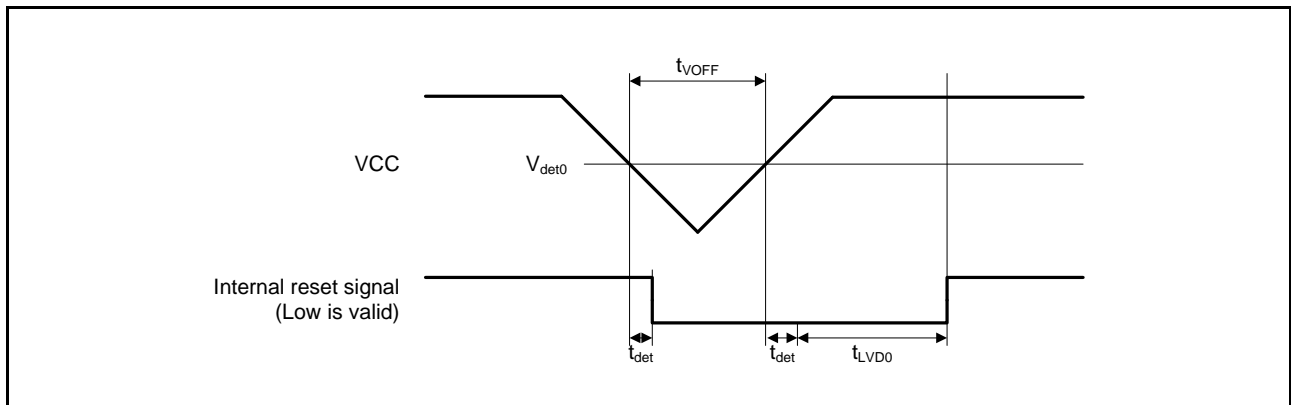 tVOFF
VCC
Vdet0
Internal reset signal
(Low is valid)
tdet
tdet
tLVD0